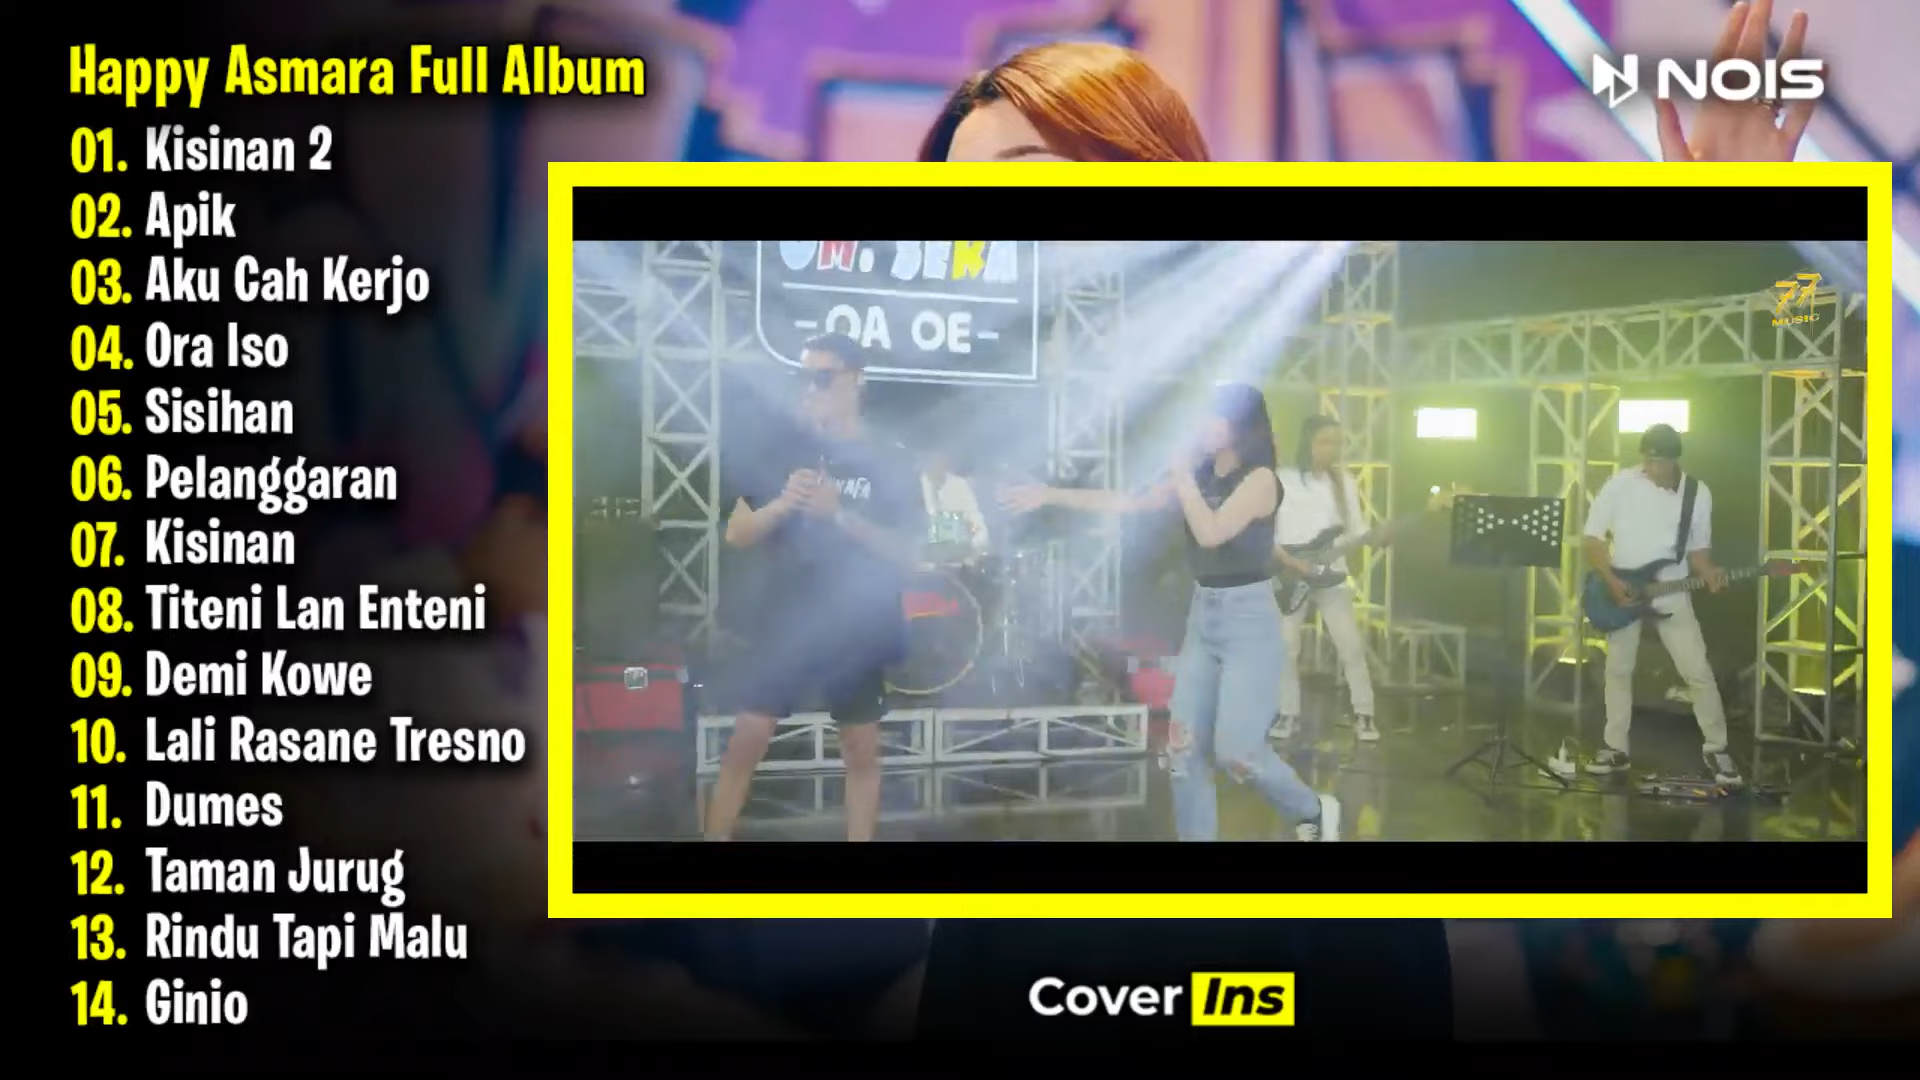 Happy Asmara Full Album
01. Kisinan 2
02. Apik
03. Aku Cah Kerjo
04. Ora Iso
05. Sisihan
06. Pelanggaran
07. Kisinan
08. Titeni Lan Enteni
09. Demi Kowe
10. Lali Rasane Tresno
11. Dumes
12. Taman Jurug
13. Rindu Tapi Malu
14. Ginio
NOIS
-OA OE-
77
MUSIC
Cover Ins